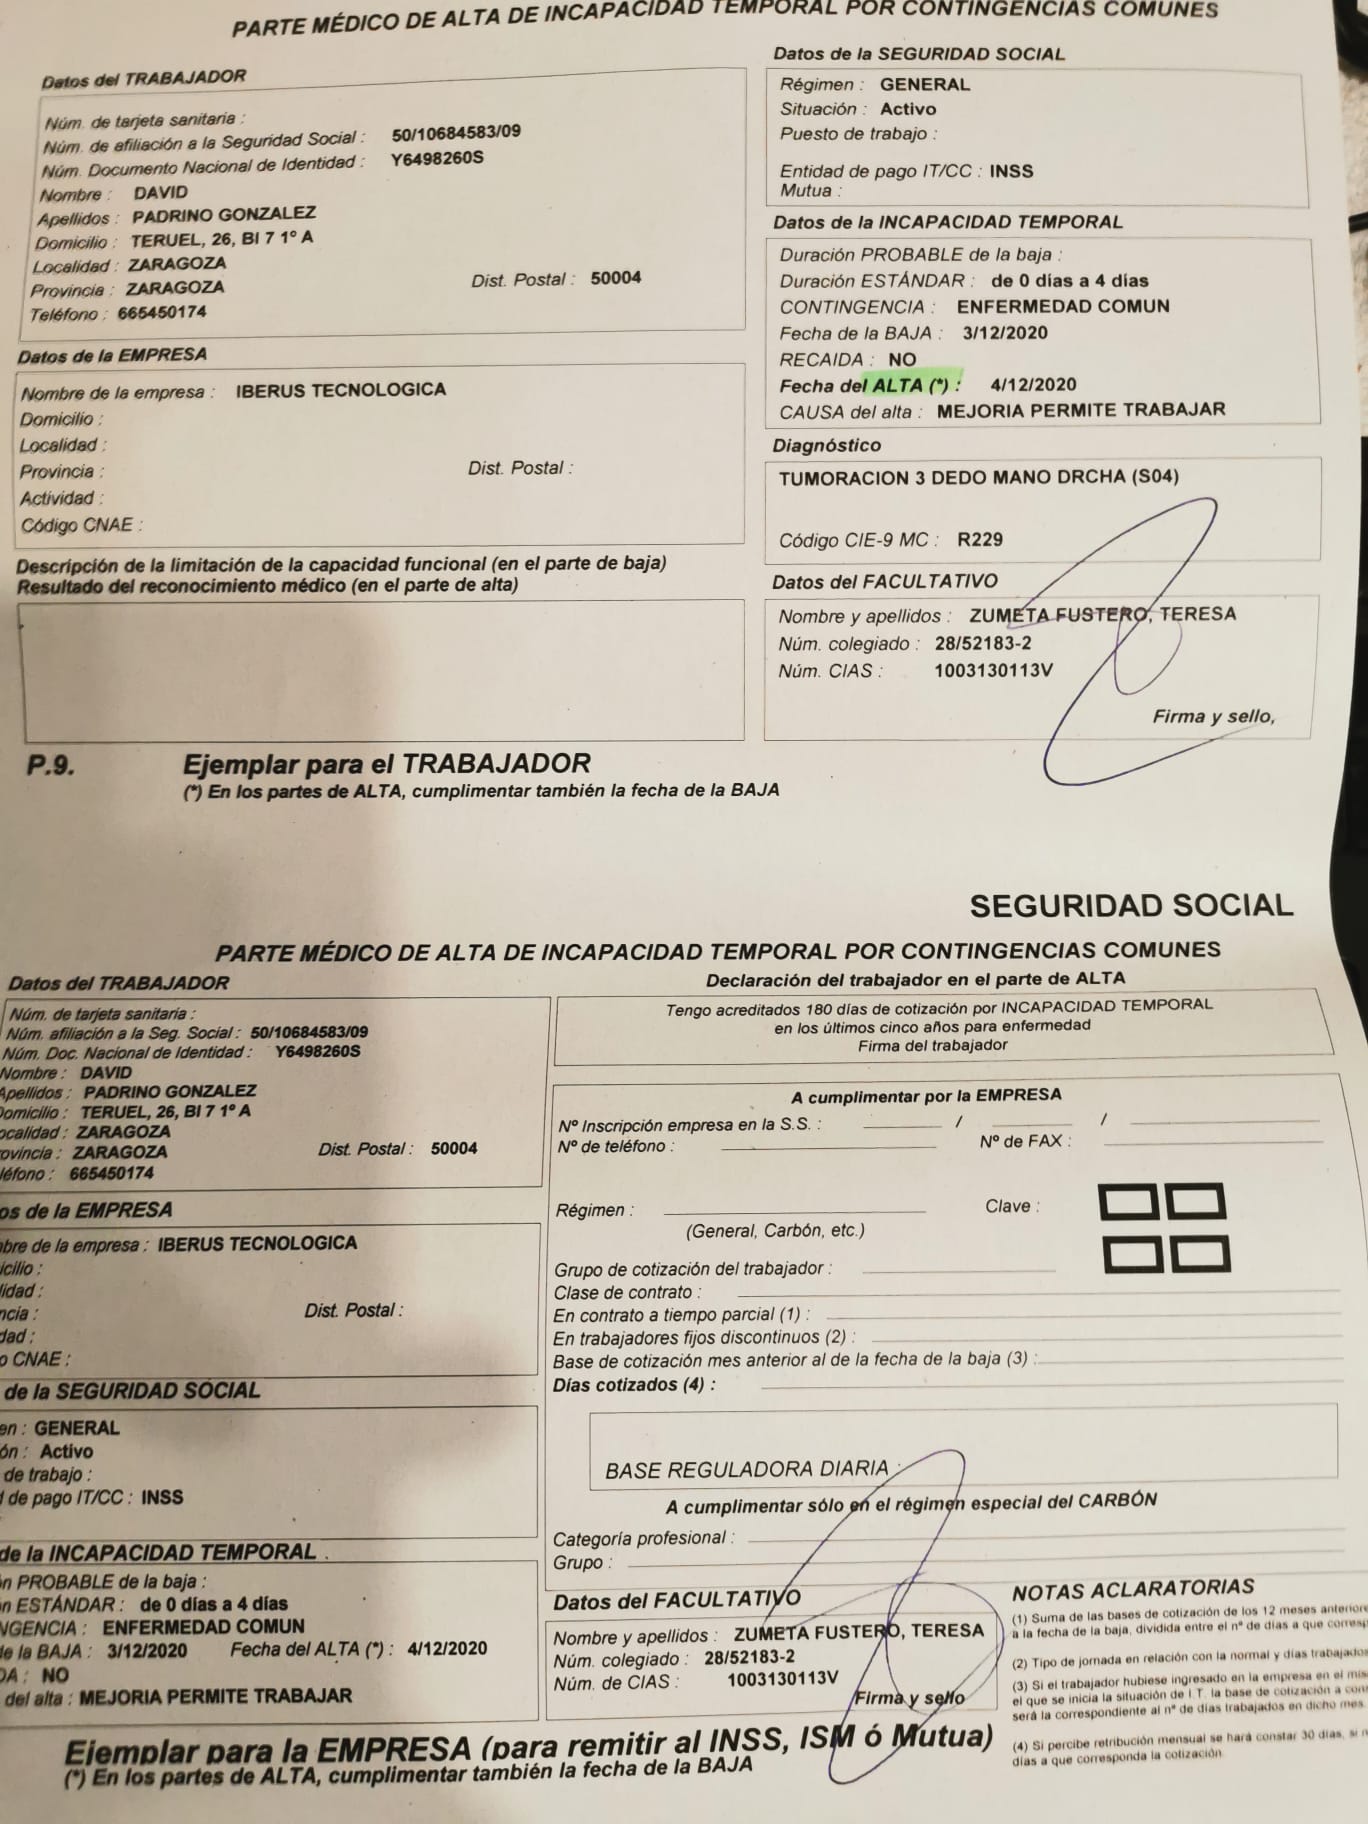 PARTE MÉDICO DE ALTA DE INCAPACIDAD TEMPORAL POR CONTINGENCIAS COMUNES
Datos del TRABAJADOR
Núm. de tarjeta sanitaria :
Núm. de afiliación a la Seguridad Social : 50/10684583/09
Núm. Documento Nacional de Identidad : Y6498260S
Nombre : DAVID
Apellidos : PADRINO GONZALEZ
Domicilio : TERUEL, 26, BI 7 1º A
Localidad : ZARAGOZA
Provincia : ZARAGOZA Dist. Postal : 50004
Teléfono : 665450174
Datos de la EMPRESA
Nombre de la empresa : IBERUS TECNOLOGICA
Domicilio :
Localidad :
Provincia : Dist. Postal :
Actividad :
Código CNAE :
Descripción de la limitación de la capacidad funcional (en el parte de baja)
Resultado del reconocimiento médico (en el parte de alta)
Datos de la SEGURIDAD SOCIAL
Régimen : GENERAL
Situación : Activo
Puesto de trabajo :
Entidad de pago IT/CC : INSS
Mutua :
Datos de la INCAPACIDAD TEMPORAL
Duración PROBABLE de la baja :
Duración ESTÁNDAR : de 0 días a 4 días
CONTINGENCIA : ENFERMEDAD COMUN
Fecha de la BAJA : 3/12/2020
RECAIDA : NO
Fecha del ALTA (*) : 4/12/2020
CAUSA del alta : MEJORIA PERMITE TRABAJAR
Diagnóstico
TUMORACION 3 DEDO MANO DRCHA (S04)
Código CIE-9 MC : R229
Datos del FACULTATIVO
Nombre y apellidos : ZUMETA FUSTERO, TERESA
Núm. colegiado : 28/52183-2
Núm. CIAS : 1003130113V
Firma y sello,
P.9. Ejemplar para el TRABAJADOR
(*) En los partes de ALTA, cumplimentar también la fecha de la BAJA
SEGURIDAD SOCIAL
PARTE MÉDICO DE ALTA DE INCAPACIDAD TEMPORAL POR CONTINGENCIAS COMUNES
Datos del TRABAJADOR
Núm. de tarjeta sanitaria :
Núm. afiliación a la Seg. Social : 50/10684583/09
Núm. Doc. Nacional de Identidad : Y6498260S
Nombre : DAVID
Apellidos : PADRINO GONZALEZ
Domicilio : TERUEL, 26, BI 7 1º A
ocalidad : ZARAGOZA
ovincia : ZARAGOZA Dist. Postal : 50004
léfono : 665450174
os de la EMPRESA
bre de la empresa : IBERUS TECNOLOGICA
icilio :
lidad :
ncia : Dist. Postal :
dad :
o CNAE :
de la SEGURIDAD SOCIAL
en : GENERAL
ón : Activo
de trabajo :
d de pago IT/CC : INSS
de la INCAPACIDAD TEMPORAL
ón PROBABLE de la baja :
ón ESTÁNDAR : de 0 días a 4 días
NGENCIA : ENFERMEDAD COMUN
de la BAJA : 3/12/2020 Fecha del ALTA (*) : 4/12/2020
DA : NO
del alta : MEJORIA PERMITE TRABAJAR
Declaración del trabajador en el parte de ALTA
Tengo acreditados 180 días de cotización por INCAPACIDAD TEMPORAL
en los últimos cinco años para enfermedad
Firma del trabajador
A cumplimentar por la EMPRESA
Nº Inscripción empresa en la S.S. : / /
Nº de teléfono : Nº de FAX :
Régimen : Clave :
(General, Carbón, etc.)
Grupo de cotización del trabajador :
Clase de contrato :
En contrato a tiempo parcial (1) :
En trabajadores fijos discontinuos (2) :
Base de cotización mes anterior al de la fecha de la baja (3) :
Días cotizados (4) :
BASE REGULADORA DIARIA :
A cumplimentar sólo en el régimen especial del CARBÓN
Categoría profesional :
Grupo :
Datos del FACULTATIVO
Nombre y apellidos : ZUMETA FUSTERO, TERESA
Núm. colegiado : 28/52183-2
Núm. de CIAS : 1003130113V
Firma y sello
NOTAS ACLARATORIAS
(1) Suma de las bases de cotización de los 12 meses anteriore
a la fecha de la baja, dividida entre el nº de días a que corresp
(2) Tipo de jornada en relación con la normal y días trabajados
(3) Si el trabajador hubiese ingresado en la empresa en el mis
el que se inicia la situación de I.T. la base de cotización a con
será la correspondiente al nº de días trabajados en dicho mes.
(4) Si percibe retribución mensual se hará constar 30 días, si n
días a que corresponda la cotización
Ejemplar para la EMPRESA (para remitir al INSS, ISM ó Mutua)
(*) En los partes de ALTA, cumplimentar también la fecha de la BAJA